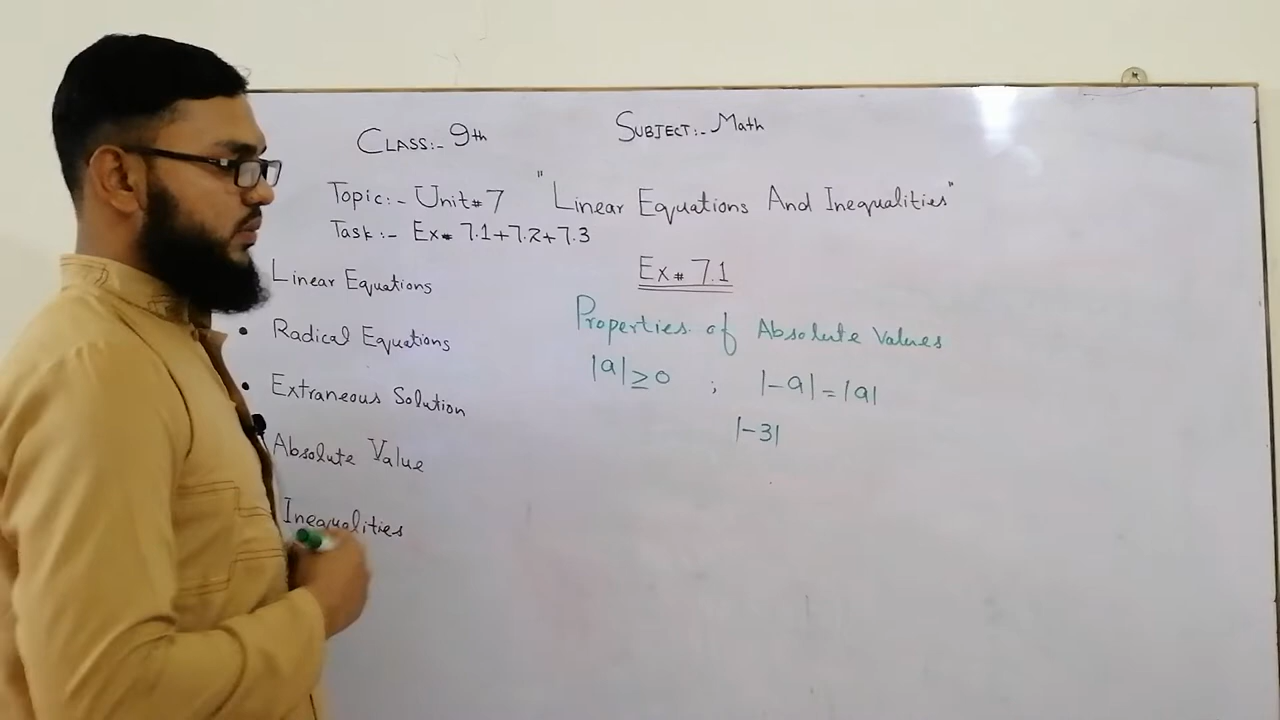 CLASS:- 9th
SUBJECT:- Math
Topic:- Unit# 7 "Linear Equations And Inequalities"
Task:- Ex# 7.1+7.2+7.3
Linear Equations
• Radical Equations
• Extraneous Solution
Absolute Value
Inequalities
Ex# 7.1
Properties of Absolute Values
|a| ≥ 0 ; |-a| = |a|
|-3|